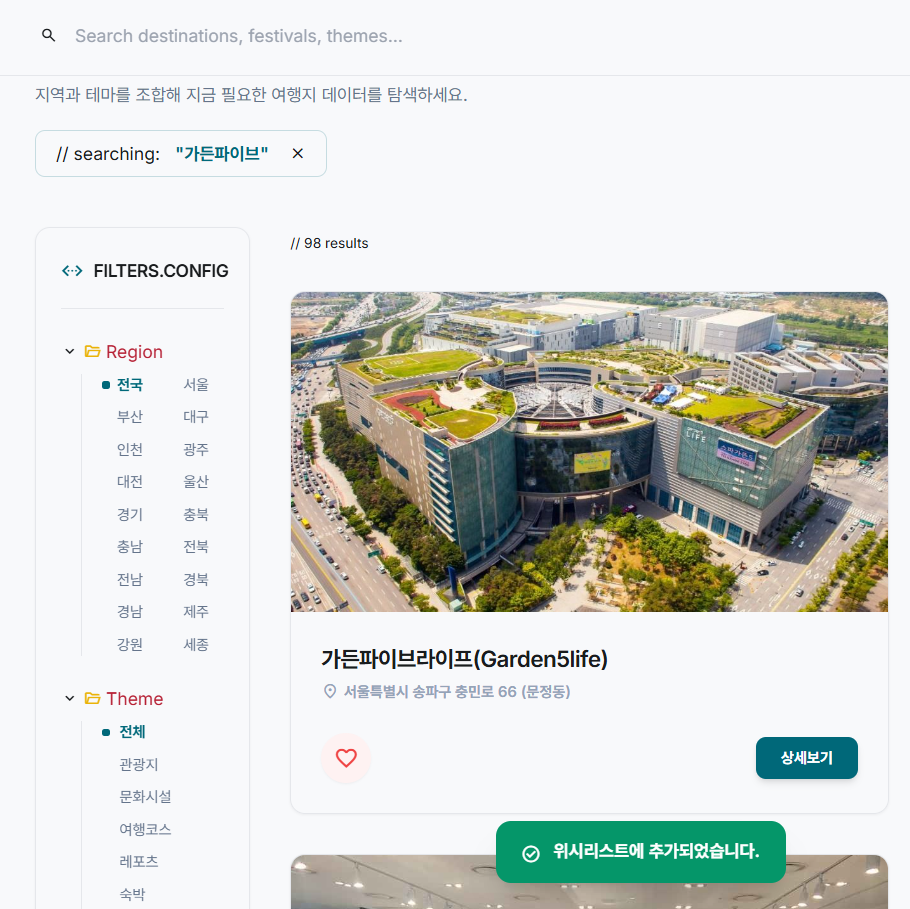 Search destinations, festivals, themes...
지역과 테마를 조합해 지금 필요한 여행지 데이터를 탐색하세요.
// searching: "가든파이브" ×
FILTERS.CONFIG
Region
전국 서울
부산 대구
인천 광주
대전 울산
경기 충북
충남 전북
전남 경북
경남 제주
강원 세종
Theme
전체
관광지
문화시설
여행코스
레포츠
숙박
// 98 results
LIFE
가든파이브라이프(Garden5life)
서울특별시 송파구 충민로 66 (문정동)
상세보기
위시리스트에 추가되었습니다.